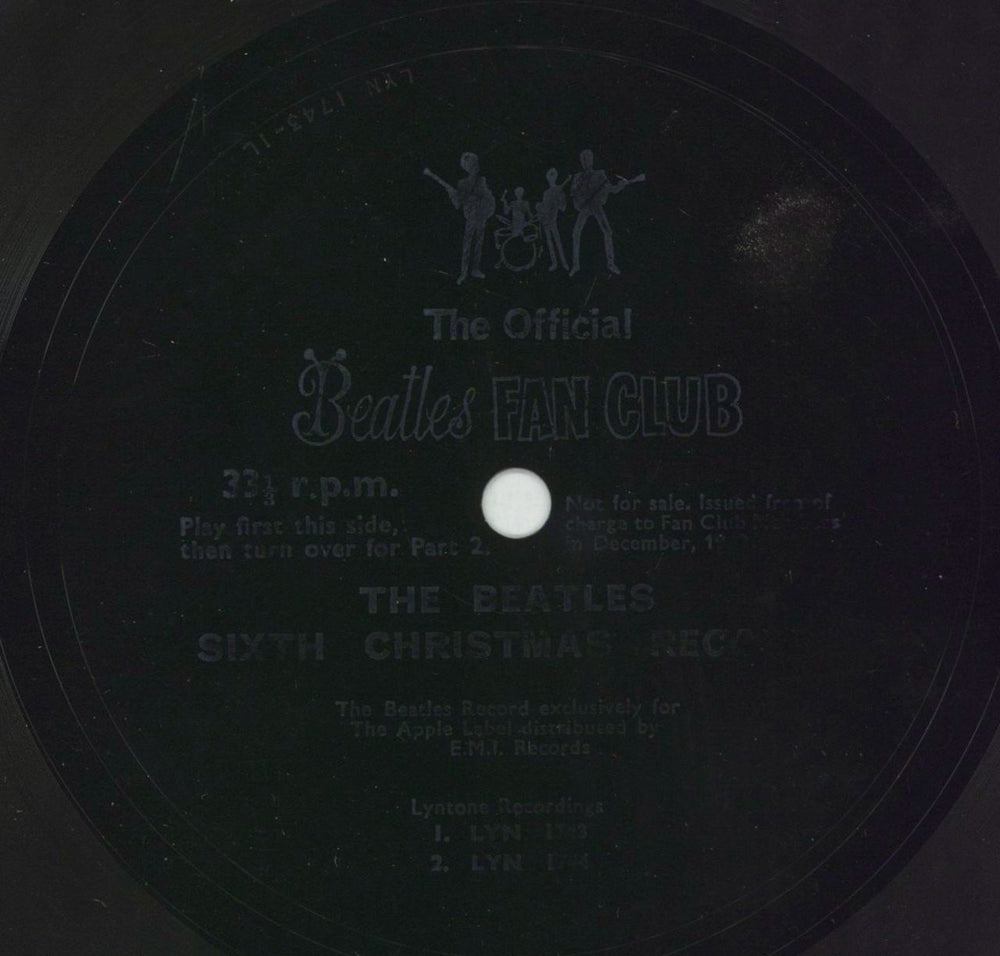 LYN 1743-1L
The Official
Beatles FAN CLUB
33⅓ r.p.m.
Play first this side,
then turn over for Part 2.
Not for sale. Issued free of
charge to Fan Club
in December,
THE BEATLES
SIXTH CHRISTMAS
The Beatles Record exclusively for
The Apple Label distributed by
E.M.I. Records
Lyntone Recordings
1. LYN 1743
2. LYN